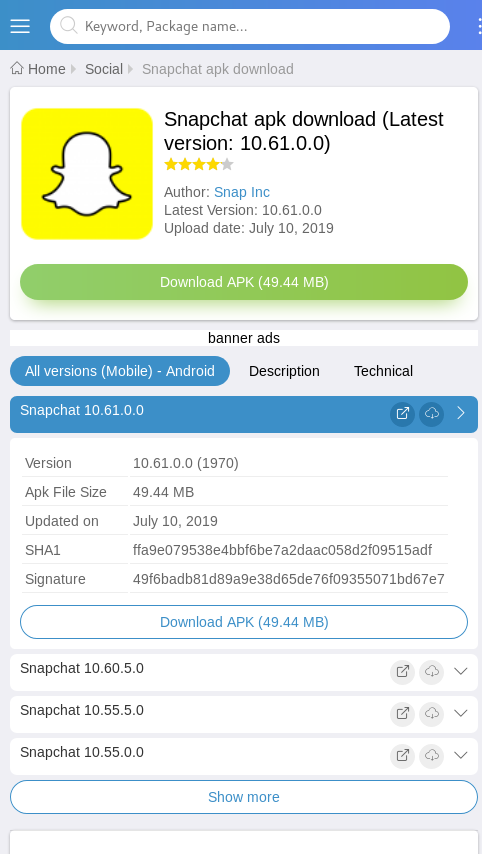 Keyword, Package name...
Home Social Snapchat apk download
Snapchat apk download (Latest
version: 10.61.0.0)
Author: Snap Inc
Latest Version: 10.61.0.0
Upload date: July 10, 2019
Download APK (49.44 MB)
banner ads
All versions (Mobile) - Android Description Technical
Snapchat 10.61.0.0
Version 10.61.0.0 (1970)
Apk File Size 49.44 MB
Updated on July 10, 2019
SHA1 ffa9e079538e4bbf6be7a2daac058d2f09515adf
Signature 49f6badb81d89a9e38d65de76f09355071bd67e7
Download APK (49.44 MB)
Snapchat 10.60.5.0
Snapchat 10.55.5.0
Snapchat 10.55.0.0
Show more